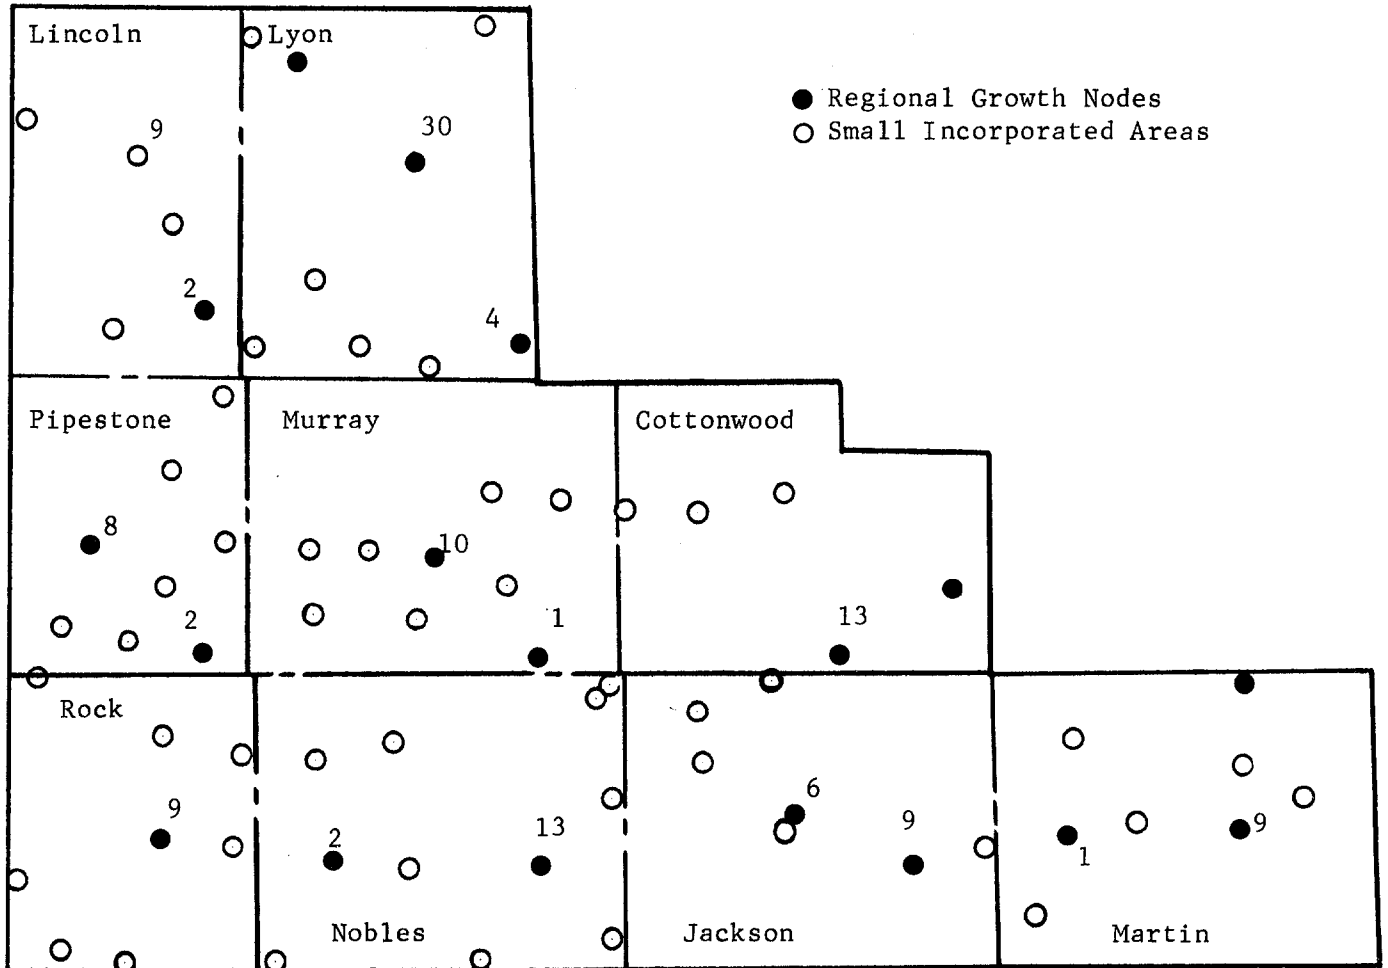 Lincoln
Lyon
Regional Growth Nodes
Small Incorporated Areas
9
30
2
4
Pipestone
Murray
Cottonwood
8
10
2
1
13
Rock
6
9
2
13
9
1
9
Nobles
Jackson
Martin